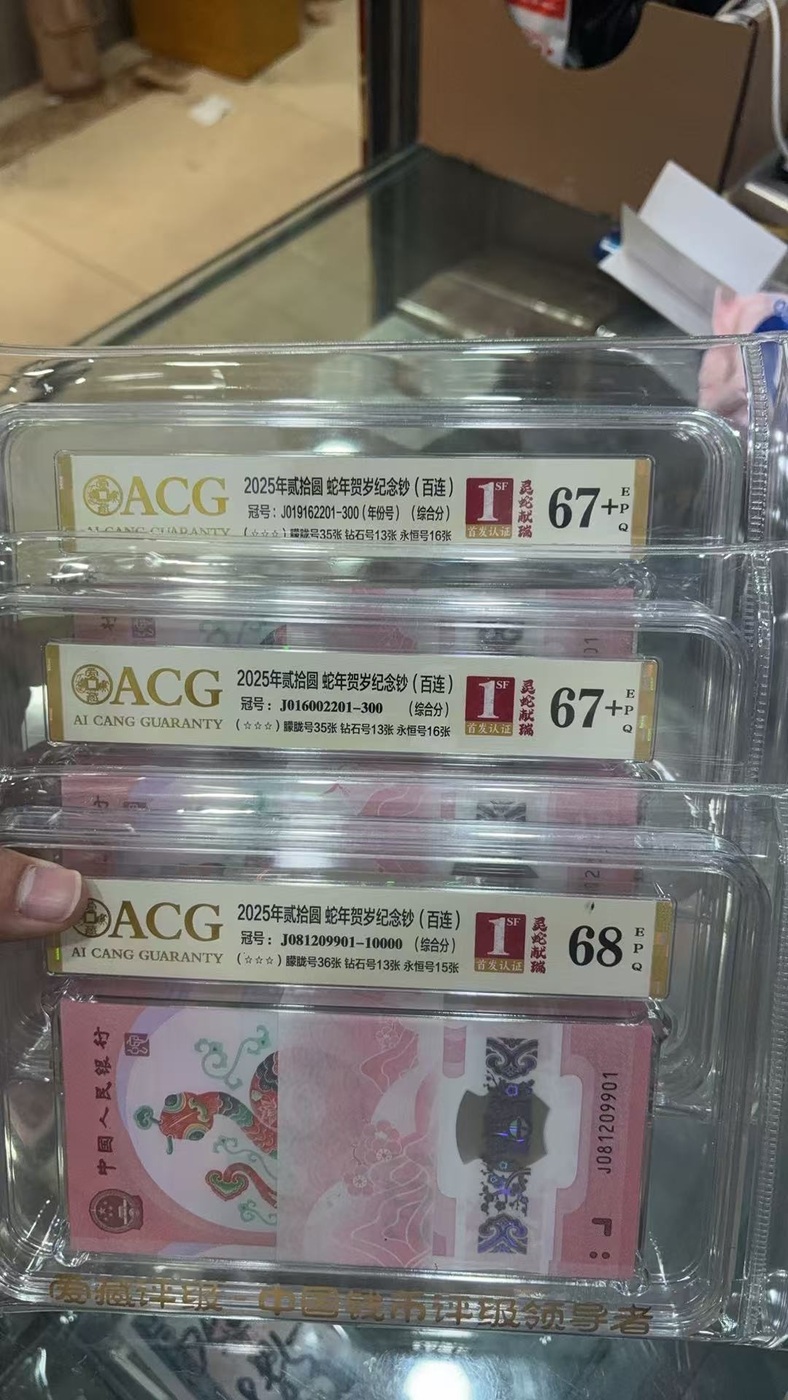 ACG
AI CANG GUARANTY
2025年贰拾圆 蛇年贺岁纪念钞（百连）
冠号：J019162201-300（年份号）（综合分）
（☆☆☆）朦胧号35张 钻石号13张 永恒号16张
1 SF
首发认证
灵蛇献瑞
67+
EPQ
ACG
AI CANG GUARANTY
2025年贰拾圆 蛇年贺岁纪念钞（百连）
冠号：J016002201-300 （综合分）
（☆☆☆）朦胧号35张 钻石号13张 永恒号16张
1 SF
首发认证
灵蛇献瑞
67+
EPQ
ACG
AI CANG GUARANTY
2025年贰拾圆 蛇年贺岁纪念钞（百连）
冠号：J081209901-10000 （综合分）
（☆☆☆）朦胧号36张 钻石号13张 永恒号15张
1 SF
首发认证
灵蛇献瑞
68
EPQ
中国人民银行
J081209901
爱藏评级 中国钱币评级领导者